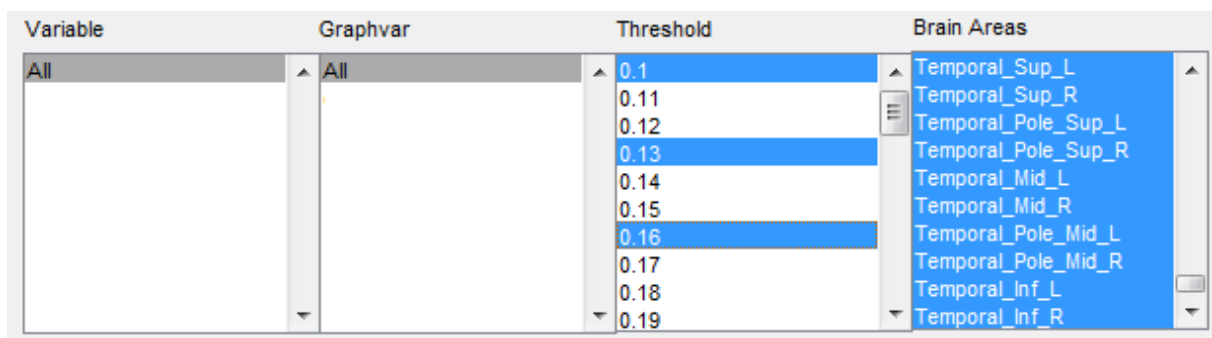 Variable Graphvar Threshold Brain Areas
All All 0.1 Temporal_Sup_L
0.11 Temporal_Sup_R
0.12 Temporal_Pole_Sup_L
0.13 Temporal_Pole_Sup_R
0.14 Temporal_Mid_L
0.15 Temporal_Mid_R
0.16 Temporal_Pole_Mid_L
0.17 Temporal_Pole_Mid_R
0.18 Temporal_Inf_L
0.19 Temporal_Inf_R